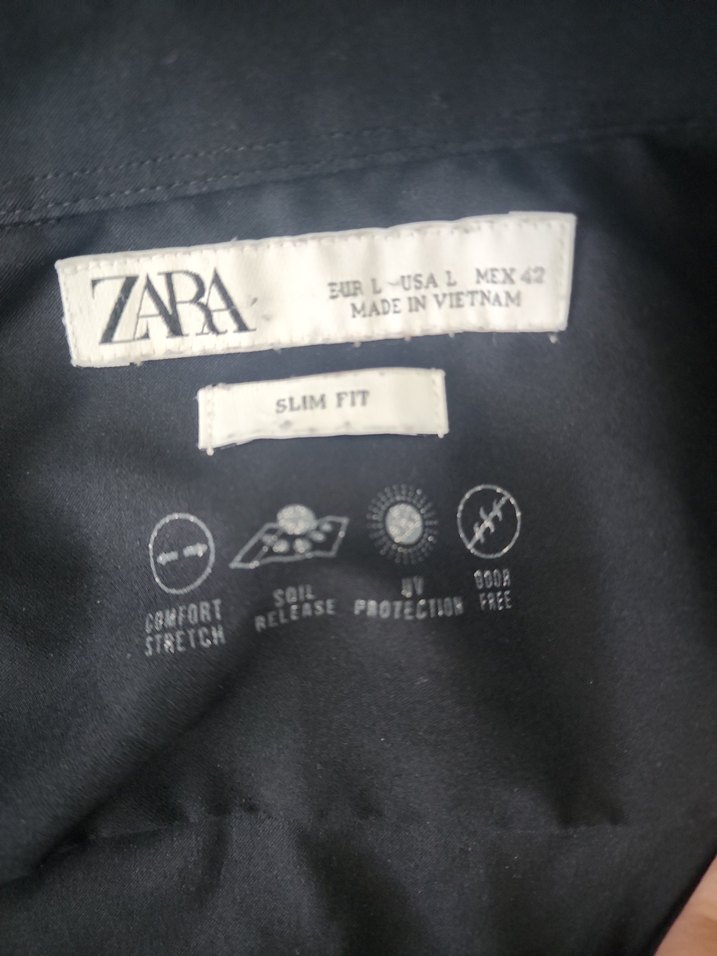 ZARA
EUR L USA L MEX 42
MADE IN VIETNAM
SLIM FIT
COMFORT
STRETCH
SOIL
RELEASE
UV
PROTECTION
ODOR
FREE